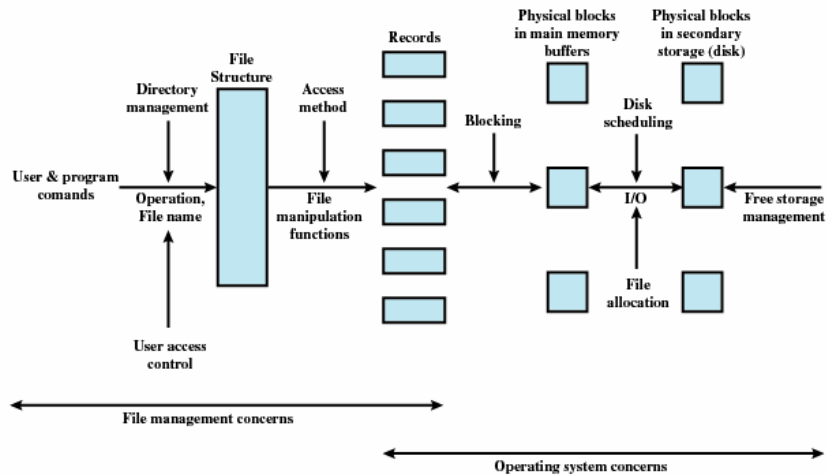 Physical blocks
in main memory
buffers
Physical blocks
in secondary
storage (disk)
Records
File
Structure
Directory
management
Access
method
Blocking
Disk
scheduling
User & program
comands
Operation,
File name
File
manipulation
functions
I/O
Free storage
management
File
allocation
User access
control
File management concerns
Operating system concerns